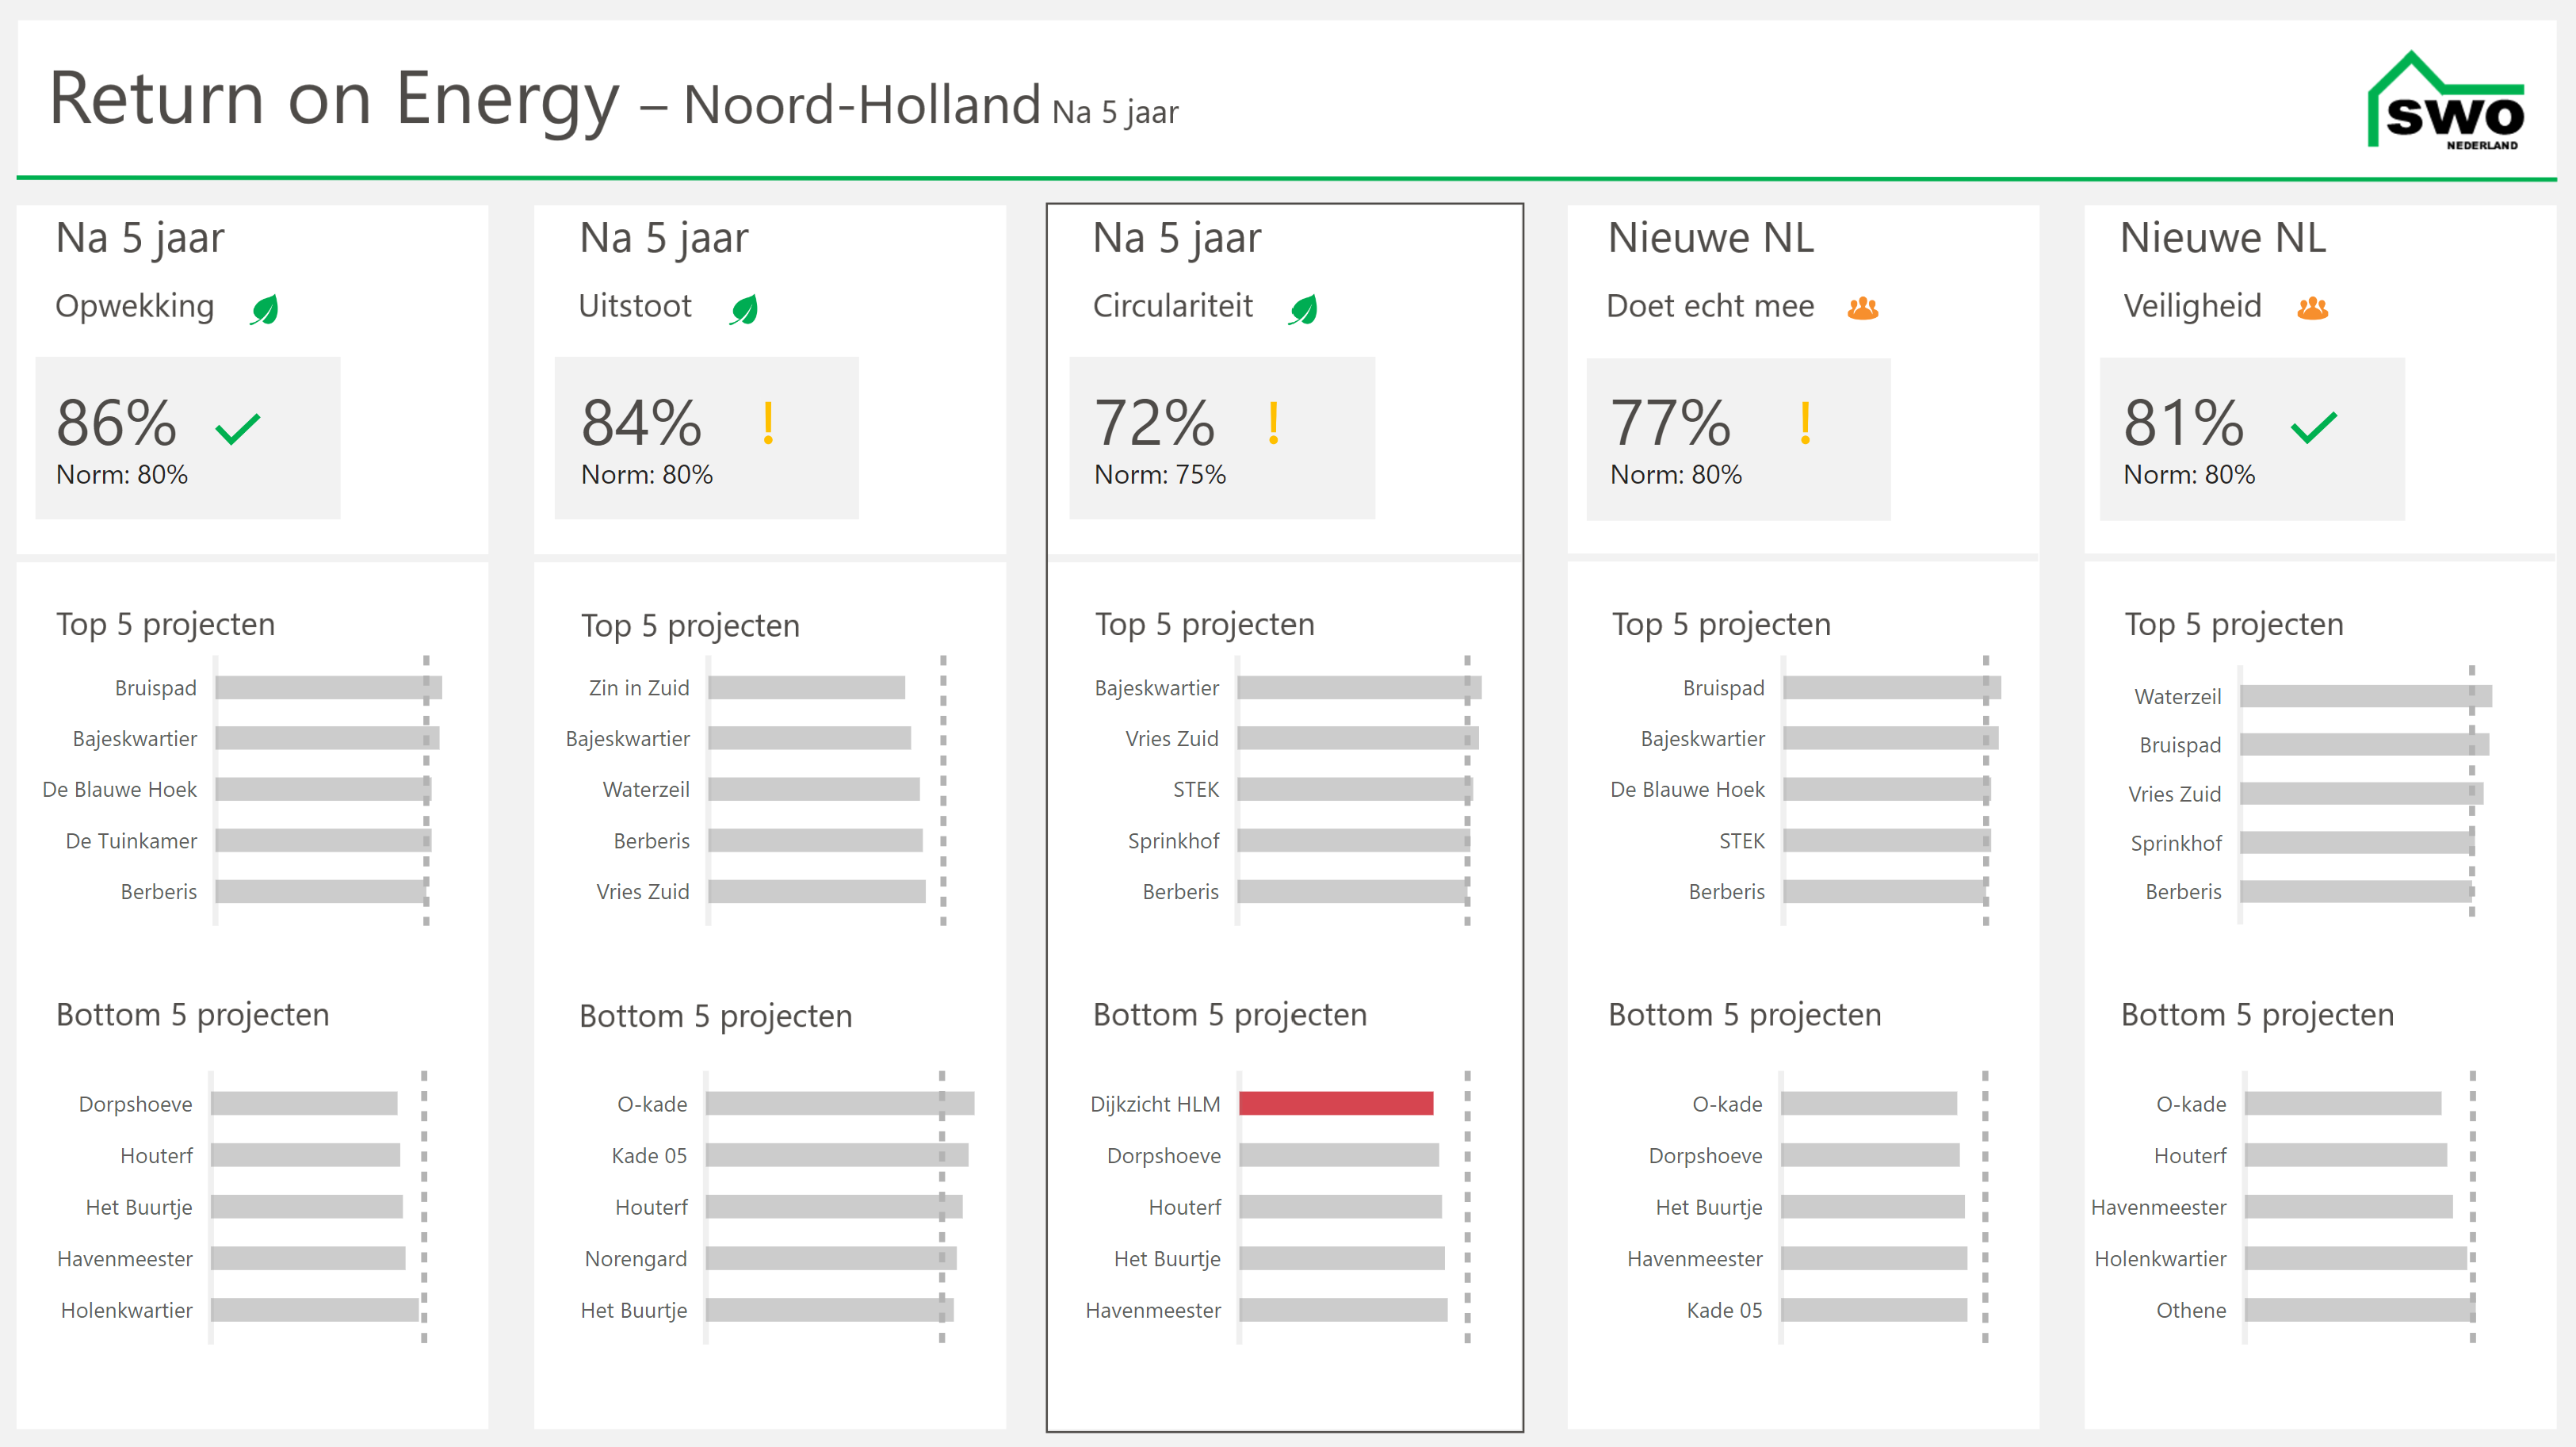 Return on Energy – Noord-Holland Na 5 jaar
SWO
NEDERLAND
Na 5 jaar
Opwekking
86%
Norm: 80%
Top 5 projecten
Bruispad
Bajeskwartier
De Blauwe Hoek
De Tuinkamer
Berberis
Bottom 5 projecten
Dorpshoeve
Houterf
Het Buurtje
Havenmeester
Holenkwartier
Na 5 jaar
Uitstoot
84% !
Norm: 80%
Top 5 projecten
Zin in Zuid
Bajeskwartier
Waterzeil
Berberis
Vries Zuid
Bottom 5 projecten
O-kade
Kade 05
Houterf
Norengard
Het Buurtje
Na 5 jaar
Circulariteit
72% !
Norm: 75%
Top 5 projecten
Bajeskwartier
Vries Zuid
STEK
Sprinkhof
Berberis
Bottom 5 projecten
Dijkzicht HLM
Dorpshoeve
Houterf
Het Buurtje
Havenmeester
Nieuwe NL
Doet echt mee
77% !
Norm: 80%
Top 5 projecten
Bruispad
Bajeskwartier
De Blauwe Hoek
STEK
Berberis
Bottom 5 projecten
O-kade
Dorpshoeve
Het Buurtje
Havenmeester
Kade 05
Nieuwe NL
Veiligheid
81%
Norm: 80%
Top 5 projecten
Waterzeil
Bruispad
Vries Zuid
Sprinkhof
Berberis
Bottom 5 projecten
O-kade
Houterf
Havenmeester
Holenkwartier
Othene